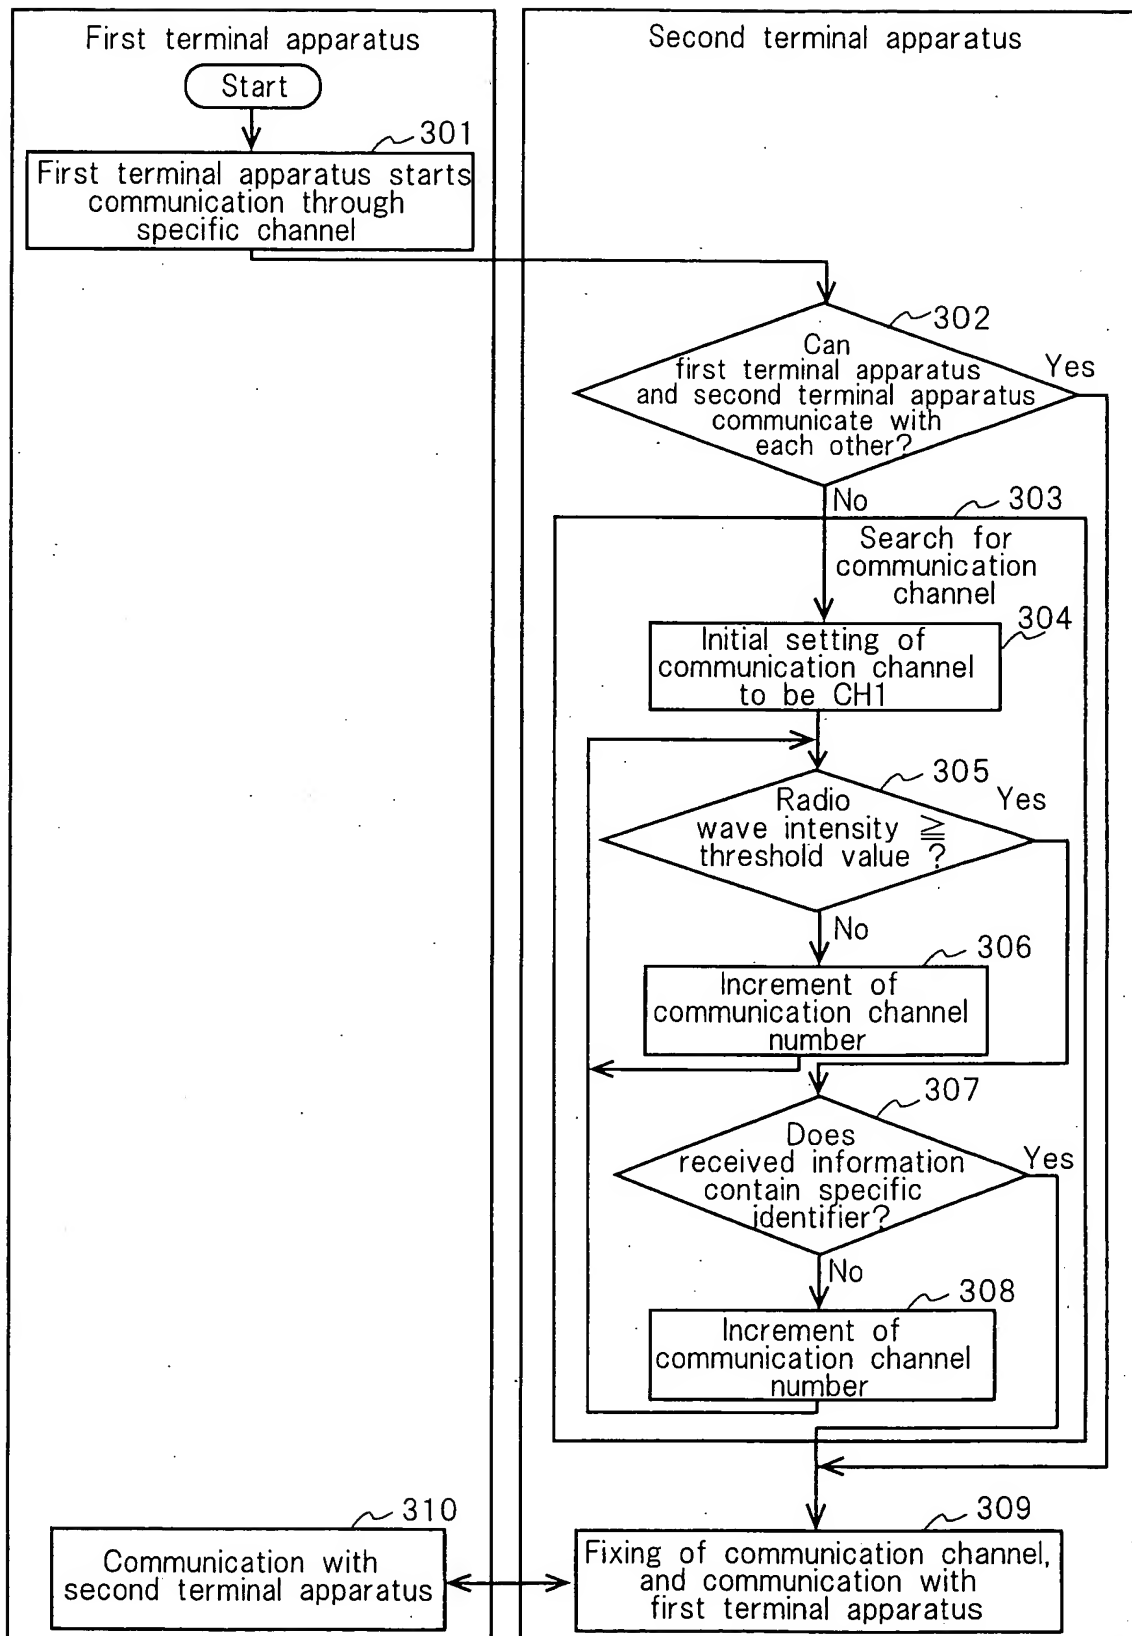 First terminal apparatus
Start
301
First terminal apparatus starts
communication through
specific channel
Second terminal apparatus
302
Can
first terminal apparatus
and second terminal apparatus
communicate with
each other?
Yes
No
303
Search for
communication
channel
304
Initial setting of
communication channel
to be CH1
305
Radio
wave intensity ≧
threshold value ?
Yes
No
306
Increment of
communication channel
number
307
Does
received information
contain specific
identifier?
Yes
No
308
Increment of
communication channel
number
310
Communication with
second terminal apparatus
309
Fixing of communication channel,
and communication with
first terminal apparatus